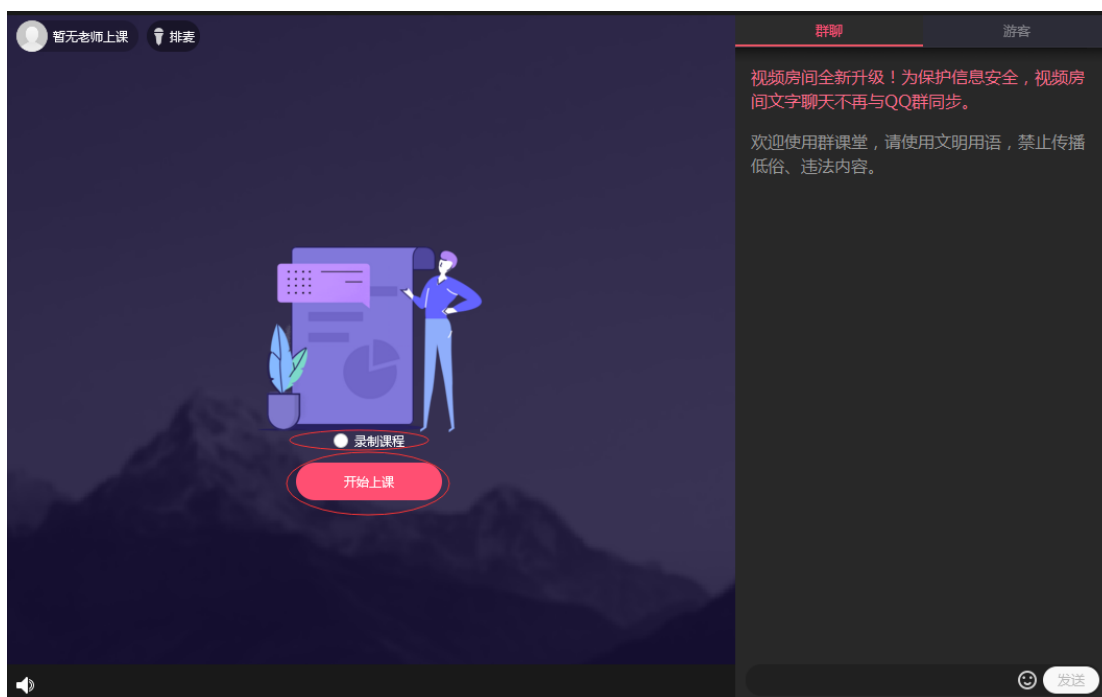 暂无老师上课
排麦
群聊
游客
视频房间全新升级！为保护信息安全，视频房
间文字聊天不再与QQ群同步。
欢迎使用群课堂，请使用文明用语，禁止传播
低俗、违法内容。
录制课程
开始上课
发送